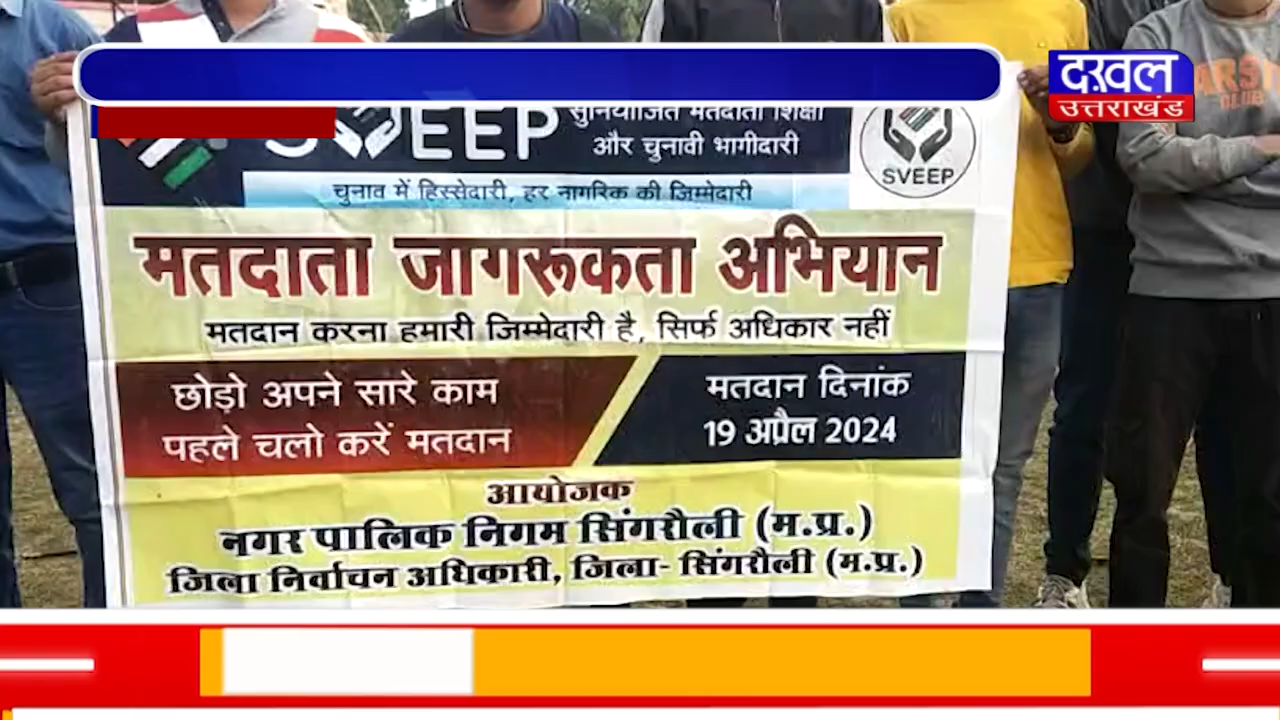 दख़ल
उत्तराखंड
SVEEP
सुनियोजित मतदाता शिक्षा
और चुनावी भागीदारी
SVEEP
चुनाव में हिस्सेदारी, हर नागरिक की जिम्मेदारी
मतदाता जागरूकता अभियान
मतदान करना हमारी जिम्मेदारी है, सिर्फ अधिकार नहीं
छोड़ो अपने सारे काम
पहले चलो करें मतदान
मतदान दिनांक
19 अप्रैल 2024
आयोजक
नगर पालिक निगम सिंगरौली (म.प्र.)
जिला निर्वाचन अधिकारी, जिला- सिंगरौली (म.प्र.)